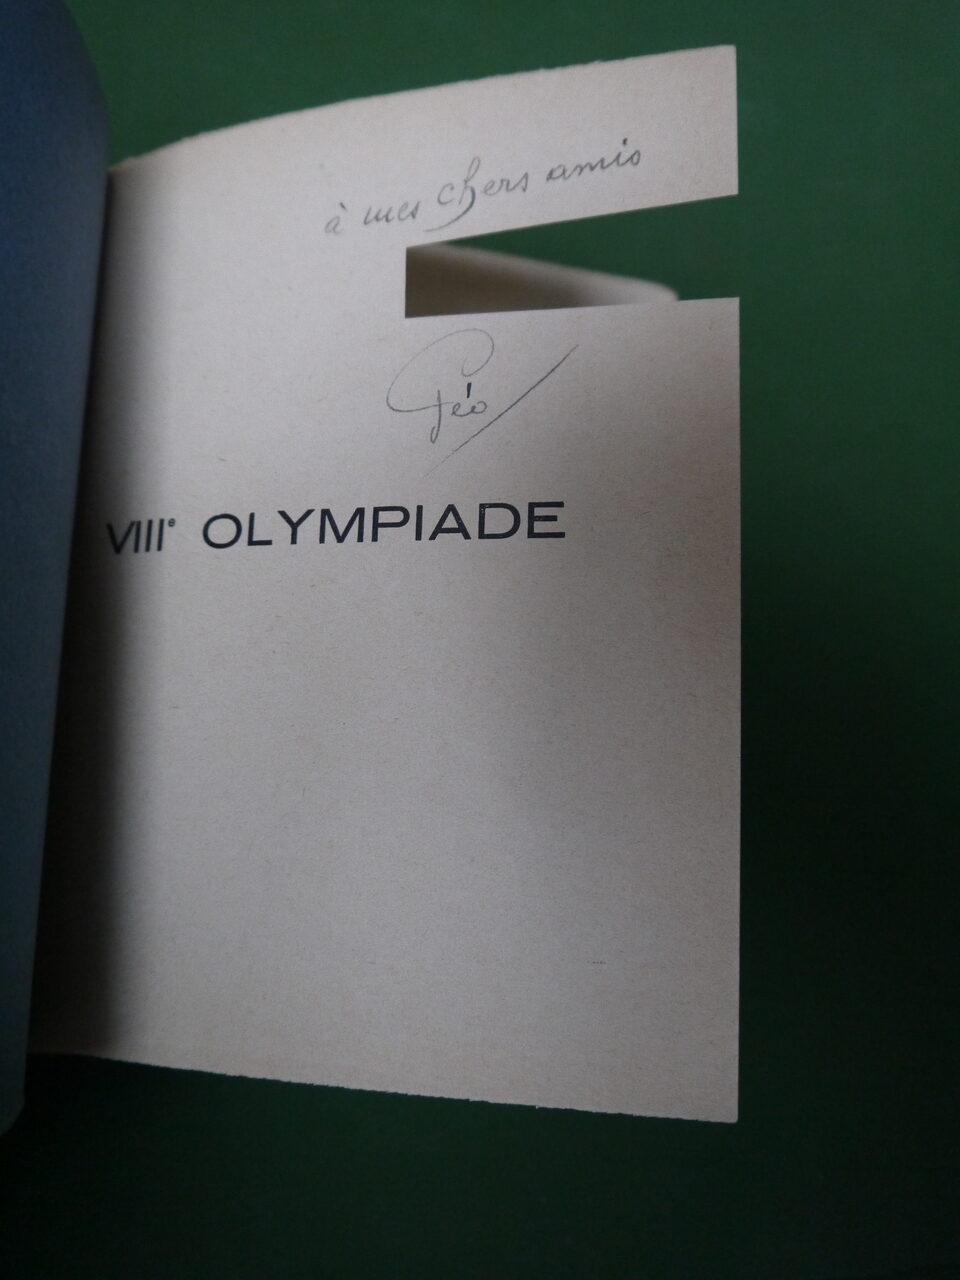 à mes chers amis
Géo
VIIIe OLYMPIADE